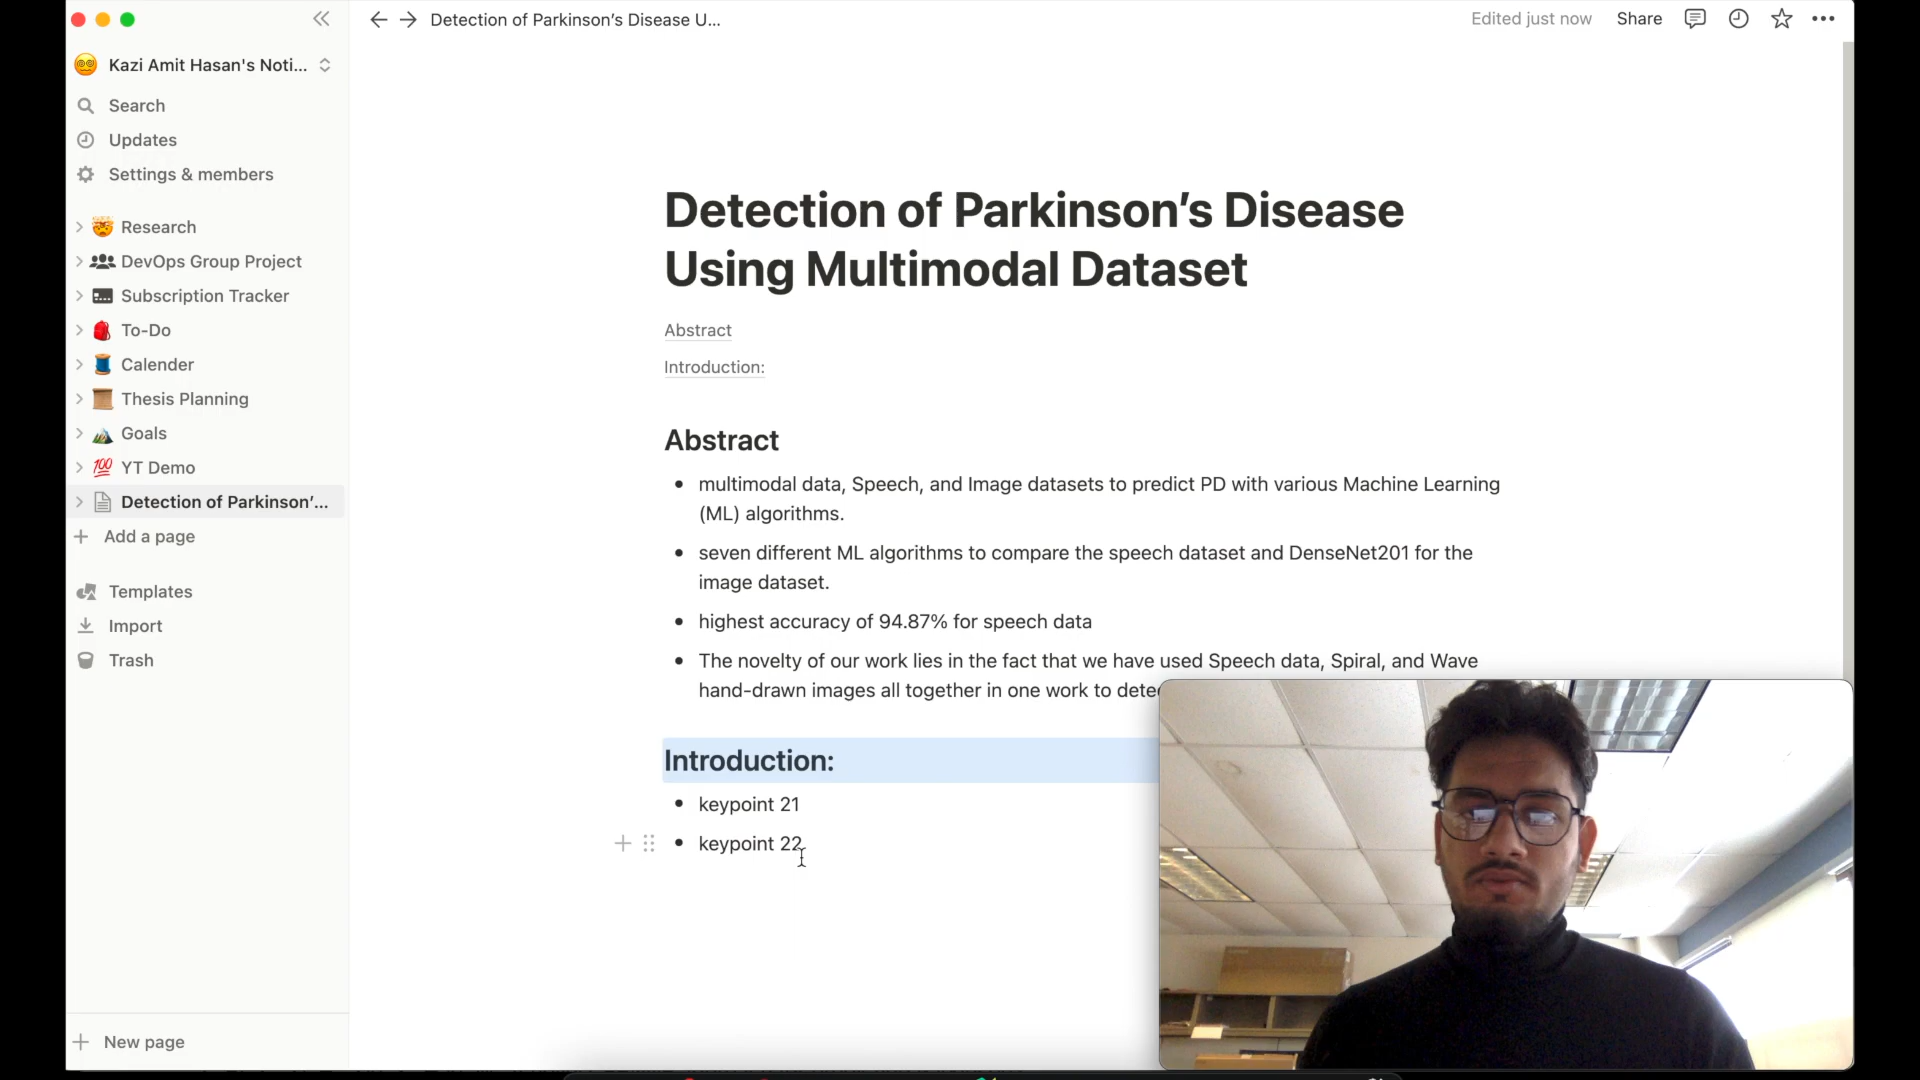 Detection of Parkinson's Disease U...
Edited just now
Share
Kazi Amit Hasan's Noti...
Search
Updates
Settings & members
Research
DevOps Group Project
Subscription Tracker
To-Do
Calender
Thesis Planning
Goals
100 YT Demo
Detection of Parkinson'...
Add a page
Templates
Import
Trash
New page
Detection of Parkinson’s Disease
Using Multimodal Dataset
Abstract
Introduction:
Abstract
• multimodal data, Speech, and Image datasets to predict PD with various Machine Learning
(ML) algorithms.
• seven different ML algorithms to compare the speech dataset and DenseNet201 for the
image dataset.
• highest accuracy of 94.87% for speech data
• The novelty of our work lies in the fact that we have used Speech data, Spiral, and Wave
hand-drawn images all together in one work to
Introduction:
• keypoint 21
• keypoint 22